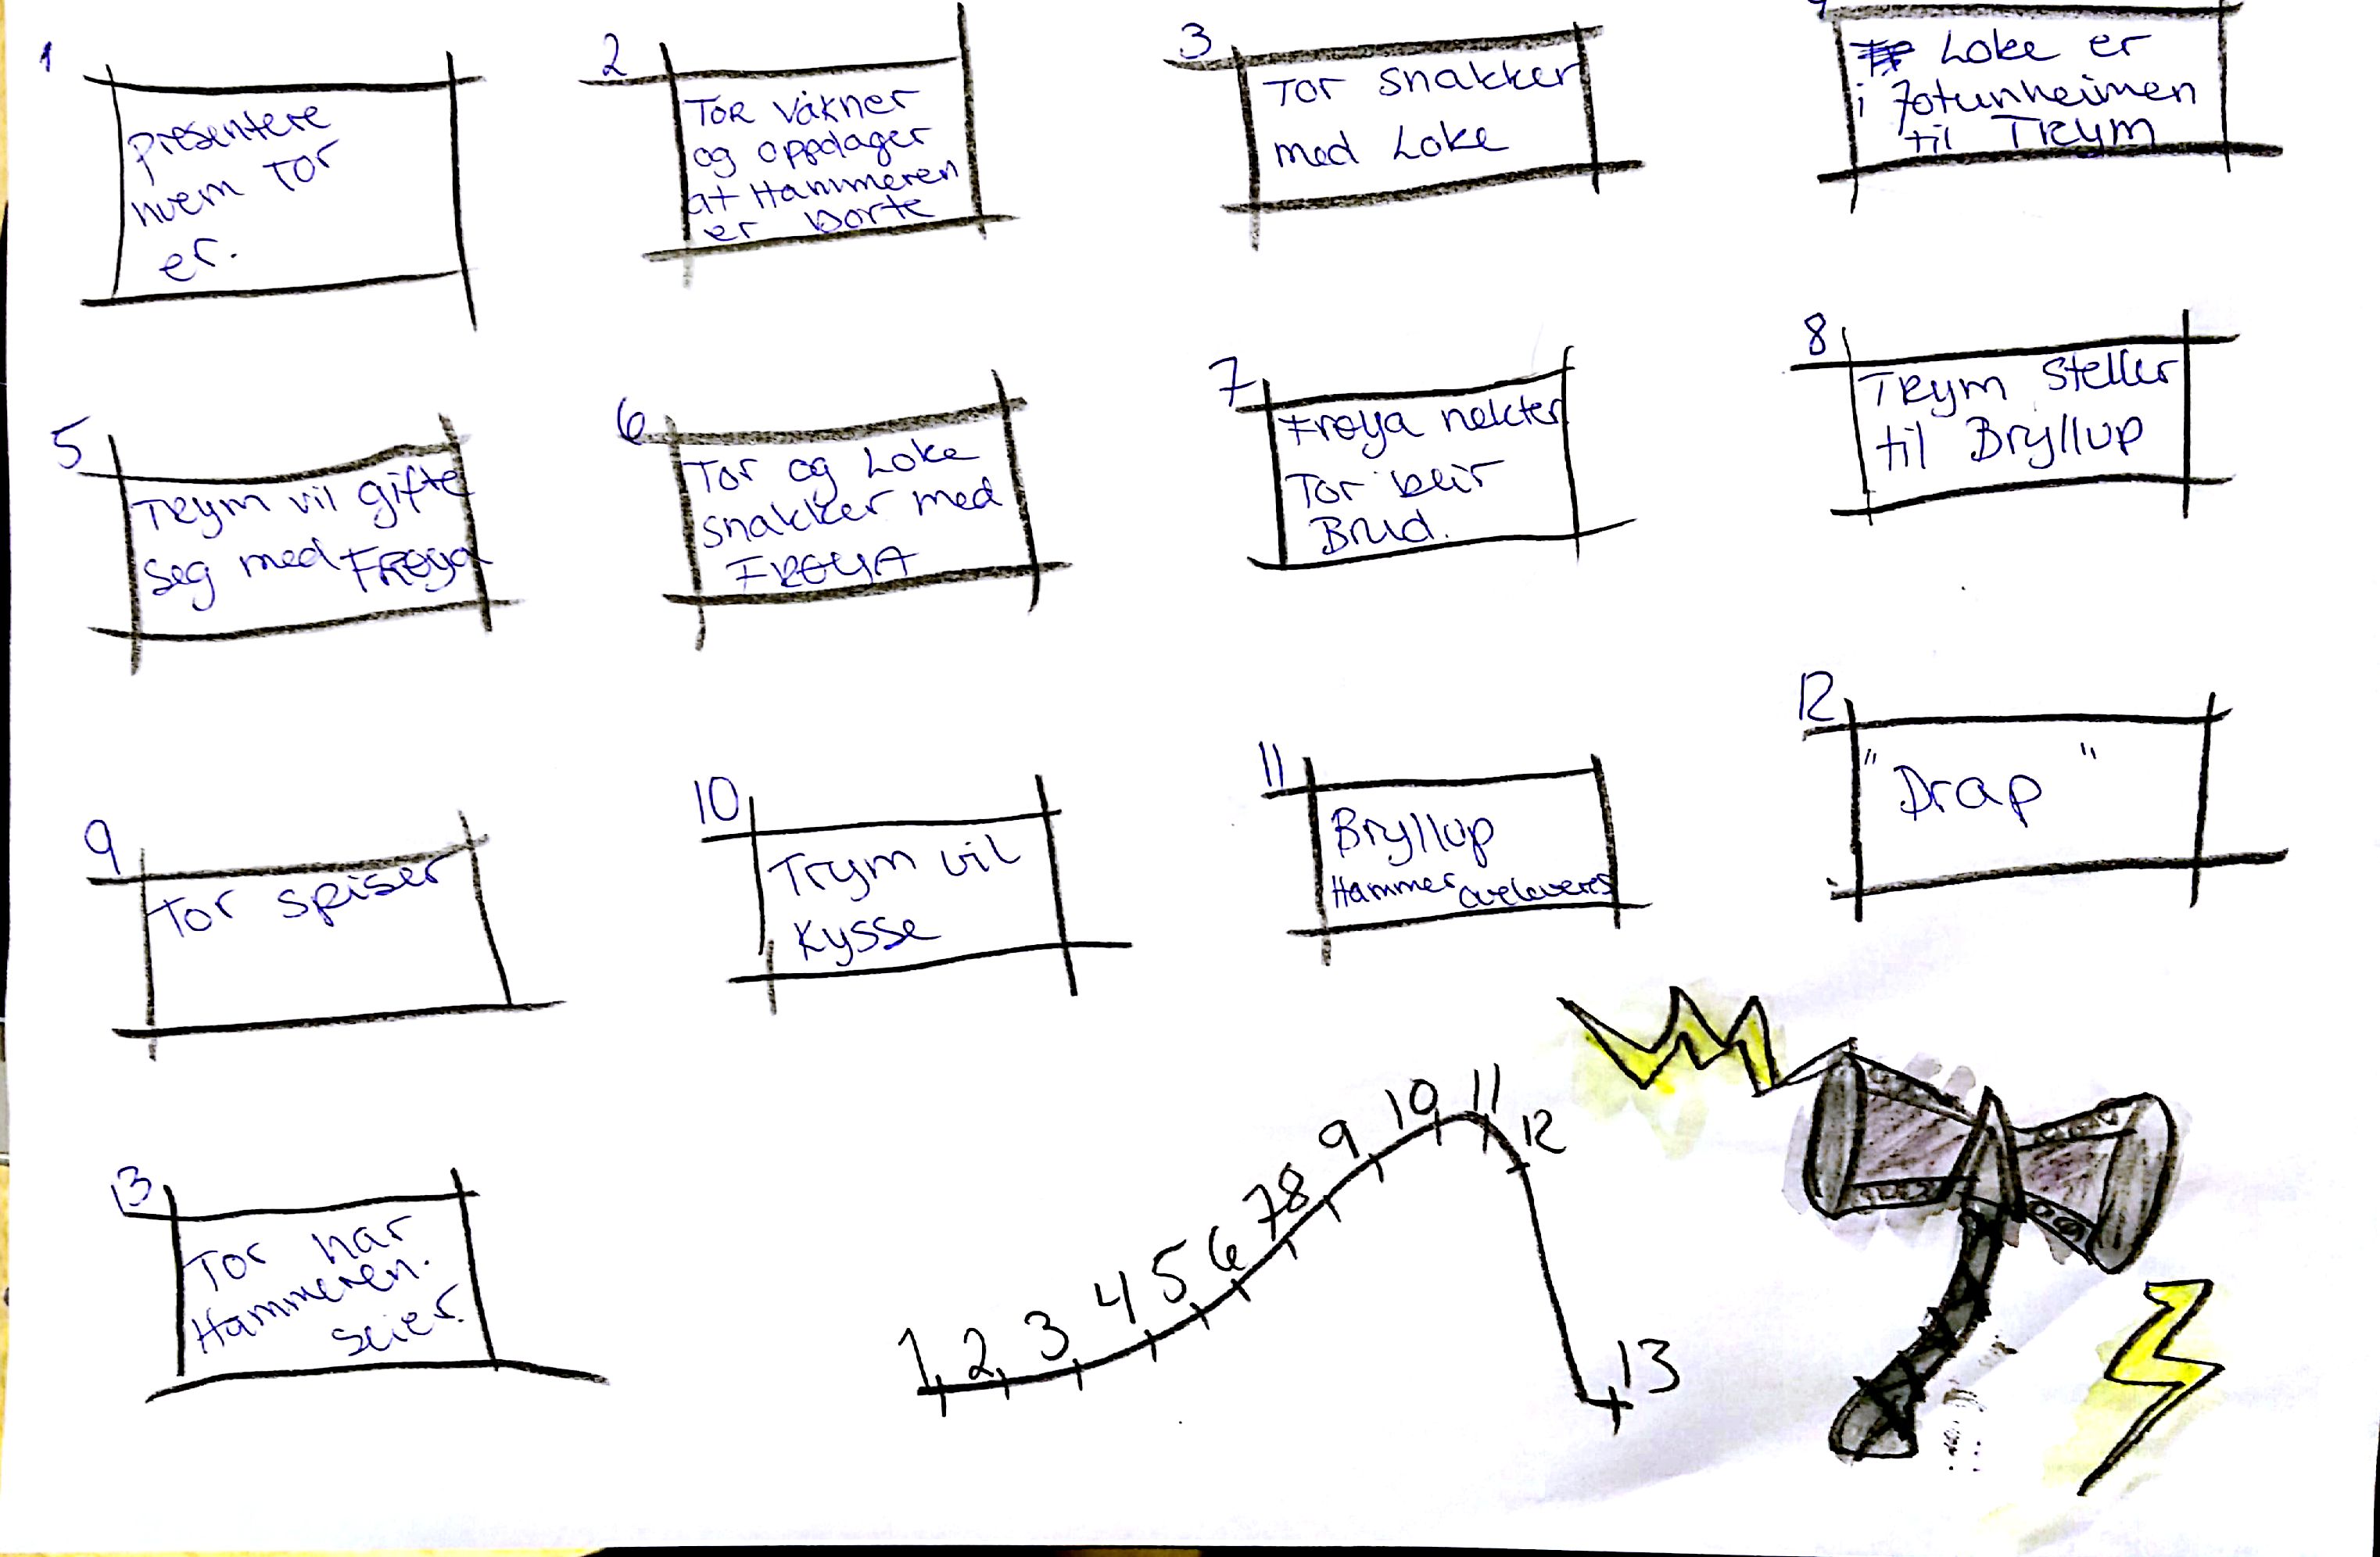 1
presentere
hvem Tor
er.
2
Tor våkner
og oppdager
at Hammeren
er borte
3
Tor snakker
med Loke
Loke er
i Jotunheimen
til Trym
5
Trym vil gifte
seg med Frøya
6
Tor og Loke
snakker med
FRØYA
7
Frøya nekter
Tor blir
Brud.
8
Trym steller
til Bryllup
9
Tor spiser
10
Trym vil
Kysse
11
Bryllup
Hammer
12
"Drap"
13
Tor har
Hammeren.
seier.
1 2 3 4 5 6 7 8 9 10 11 12 13